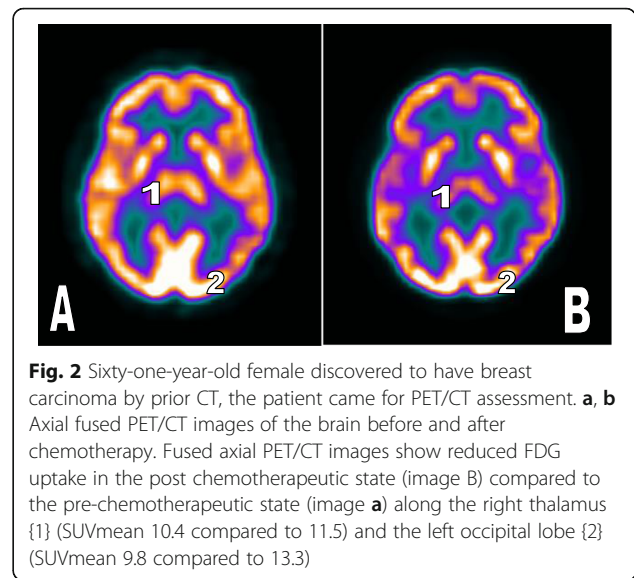 1
2
A
1
2
B
Fig. 2 Sixty-one-year-old female discovered to have breast
carcinoma by prior CT, the patient came for PET/CT assessment. a, b
Axial fused PET/CT images of the brain before and after
chemotherapy. Fused axial PET/CT images show reduced FDG
uptake in the post chemotherapeutic state (image B) compared to
the pre-chemotherapeutic state (image a) along the right thalamus
{1} (SUVmean 10.4 compared to 11.5) and the left occipital lobe {2}
(SUVmean 9.8 compared to 13.3)